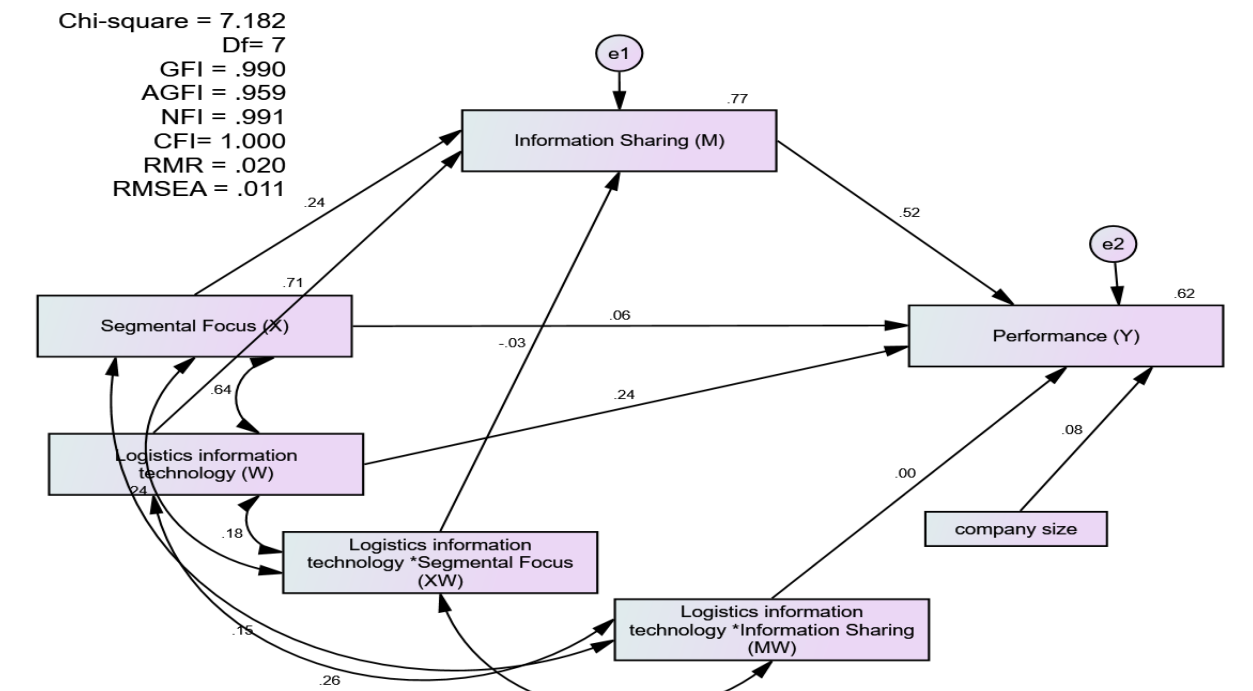 Chi-square = 7.182
Df= 7
GFI = .990
AGFI = .959
NFI = .991
CFI= 1.000
RMR = .020
RMSEA = .011
e1
.77
Information Sharing (M)
.24
.52
e2
.71
.62
Segmental Focus (X)
.06
Performance (Y)
-.03
.64
.24
.08
Logistics information
technology (W)
.24
.00
.18
company size
Logistics information
technology *Segmental Focus
(XW)
Logistics information
technology *Information Sharing
(MW)
.15
.26